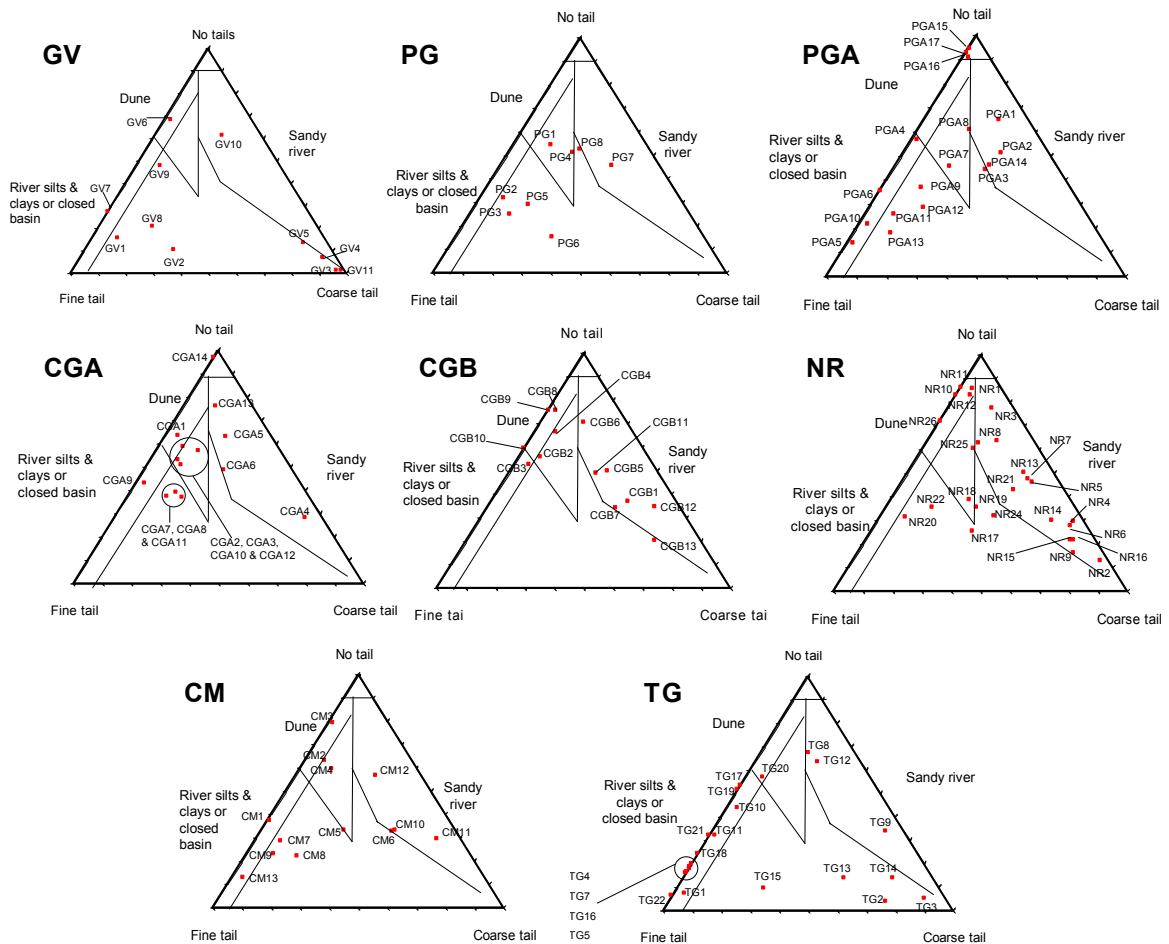 GV
No tails
Dune
GV6
GV10
Sandy
river
GV9
River silts &
clays or closed
basin
GV7
GV8
GV1
GV2
GV5
GV4
GV3
GV11
Fine tail
Coarse tail
PG
No tail
Dune
PG1
PG4
PG8
PG7
Sandy
river
River silts &
clays or closed
basin
PG2
PG5
PG3
PG6
Fine tail
Coarse tail
PGA
No tail
PGA15
PGA17
PGA16
Dune
PGA1
PGA8
PGA4
Sandy river
River silts &
clays or
closed basin
PGA2
PGA7
PGA14
PGA3
PGA6
PGA9
PGA12
PGA10
PGA11
PGA5
PGA13
Fine tail
Coarse tail
CGA
No tail
CGA14
Dune
CGA13
CGA1
CGA5
Sandy
river
River silts &
clays or
closed basin
CGA6
CGA9
CGA4
CGA7, CGA8
& CGA11
CGA2, CGA3,
CGA10 & CGA12
Fine tail
Coarse tail
CGB
No tail
CGB4
CGB8
CGB9
Dune
CGB6
CGB11
CGB10
CGB2
CGB3
CGB5
Sandy
river
River silts &
clays or
closed basin
CGB1
CGB12
CGB7
CGB13
Fine tai
Coarse tai
NR
No tail
NR11
NR10
NR1
NR12
NR3
Dune
NR26
NR8
NR25
NR7
Sandy
river
NR13
NR21
NR5
River silts &
clays or
closed basin
NR22
NR18
NR19
NR20
NR24
NR14
NR4
NR6
NR17
NR15
NR9
NR16
NR2
Fine tail
Coarse tail
CM
No tail
Dune
CM3
CM2
CM4
CM12
Sandy
river
River silts &
clays or
closed
basin
CM1
CM5
CM10
CM6
CM11
CM7
CM9
CM8
CM13
Fine tail
Coarse tail
TG
No tail
Dune
TG8
TG12
TG17
TG20
TG19
TG10
Sandy river
River silts &
clays or
closed basin
TG21
TG11
TG9
TG18
TG4
TG7
TG16
TG5
TG15
TG13
TG14
TG22
TG1
TG2
TG3
Fine tail
Coarse tail